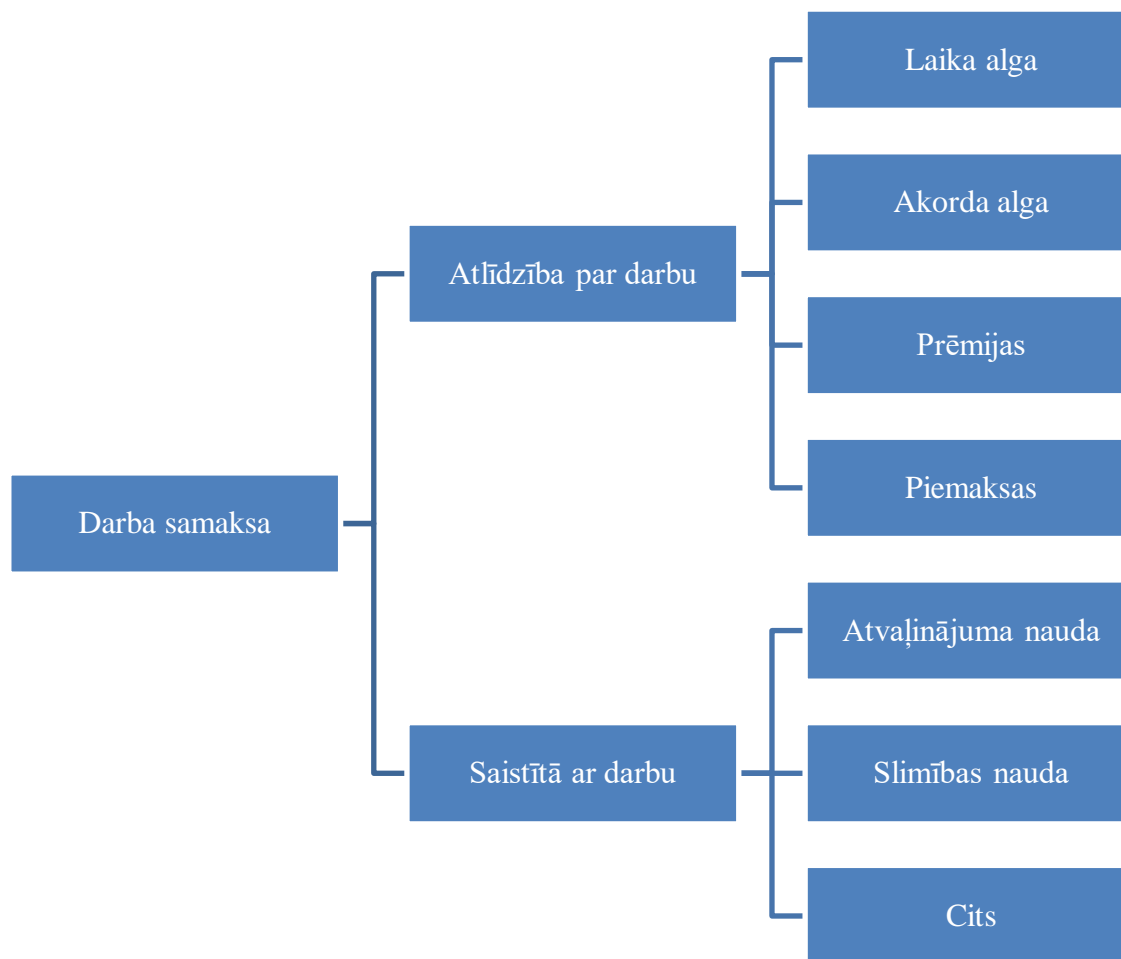 Darba samaksa
Atlīdzība par darbu
Laika alga
Akorda alga
Prēmijas
Piemaksas
Saistītā ar darbu
Atvaļinājuma nauda
Slimības nauda
Cits